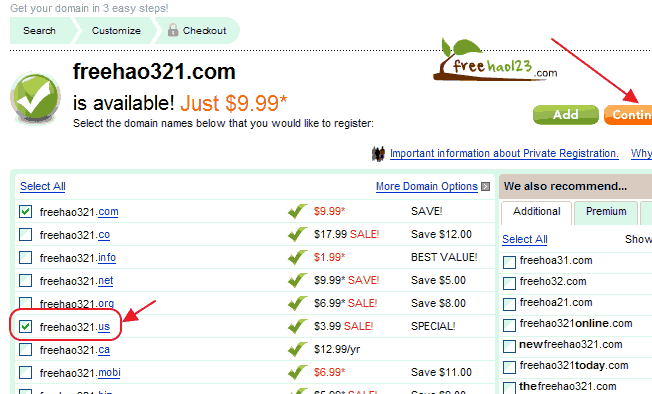 Get your domain in 3 easy steps!
Search Customize Checkout
freehao321.com
is available! Just $9.99*
Select the domain names below that you would like to register:
freehao123.com
Add Contin
Important information about Private Registration. Why
Select All More Domain Options
freehao321.com $9.99* SAVE!
freehao321.co $17.99 SALE! Save $12.00
freehao321.info $1.99* BEST VALUE!
freehao321.net $9.99* SAVE! Save $5.00
freehao321.org $6.99* SALE! Save $8.00
freehao321.us $3.99 SALE! SPECIAL!
freehao321.ca $12.99/yr
freehao321.mobi $6.99* Save $11.00
We also recommend...
Additional Premium
Select All Show
freehoa31.com
freeho32.com
freehoa21.com
freehao321online.com
newfreehao321.com
freehao321today.com
thefreehao321.com